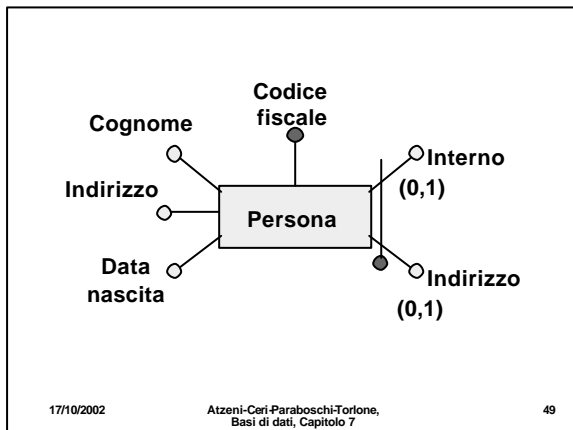 Codice
fiscale
Cognome
Interno
(0,1)
Indirizzo
Persona
Data
nascita
Indirizzo
(0,1)
17/10/2002
Atzeni-Ceri-Paraboschi-Torlone,
Basi di dati, Capitolo 7
49